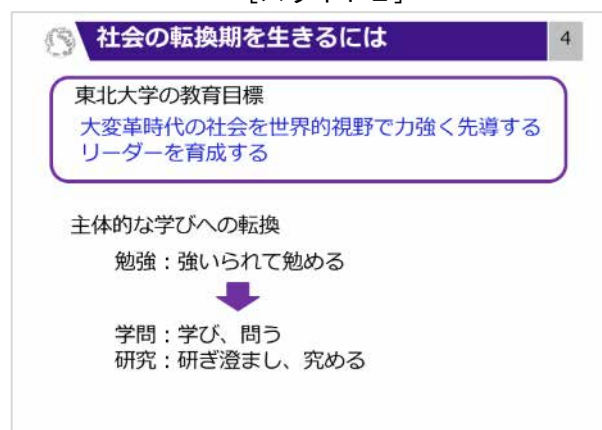 社会の転換期を生きるには
4
東北大学の教育目標
大変革時代の社会を世界的視野で力強く先導する
リーダーを育成する
主体的な学びへの転換
勉強：強いられて勉める
学問：学び、問う
研究：研ぎ澄まし、究める